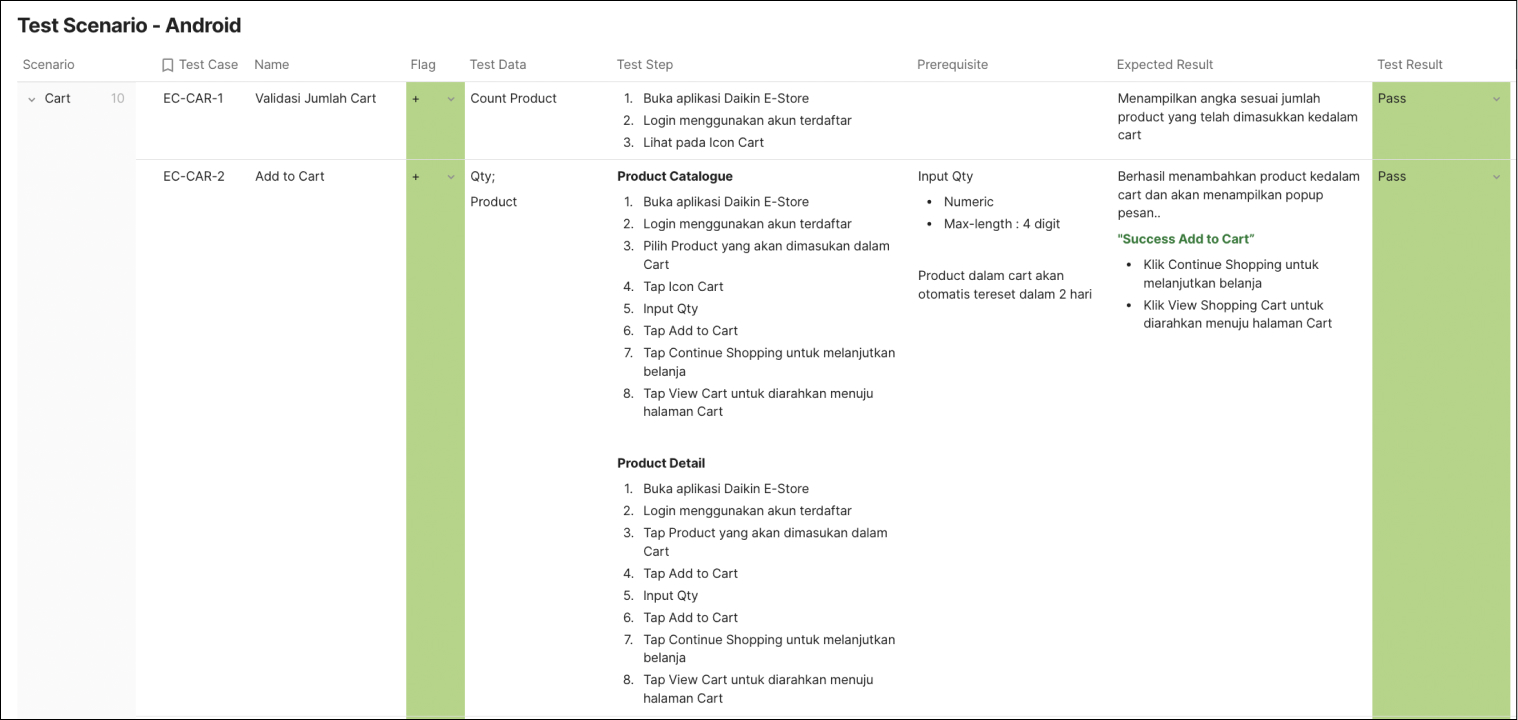 Test Scenario - Android
Scenario
Test Case
Name
Flag
Test Data
Test Step
Prerequisite
Expected Result
Test Result
Cart
10
EC-CAR-1
Validasi Jumlah Cart
+
Count Product
1. Buka aplikasi Daikin E-Store
2. Login menggunakan akun terdaftar
3. Lihat pada Icon Cart
Menampilkan angka sesuai jumlah
product yang telah dimasukkan kedalam
cart
Pass
EC-CAR-2
Add to Cart
+
Qty;
Product
Product Catalogue
1. Buka aplikasi Daikin E-Store
2. Login menggunakan akun terdaftar
3. Pilih Product yang akan dimasukan dalam
Cart
4. Tap Icon Cart
5. Input Qty
6. Tap Add to Cart
7. Tap Continue Shopping untuk melanjutkan
belanja
8. Tap View Cart untuk diarahkan menuju
halaman Cart
Product Detail
1. Buka aplikasi Daikin E-Store
2. Login menggunakan akun terdaftar
3. Tap Product yang akan dimasukan dalam
Cart
4. Tap Add to Cart
5. Input Qty
6. Tap Add to Cart
7. Tap Continue Shopping untuk melanjutkan
belanja
8. Tap View Cart untuk diarahkan menuju
halaman Cart
Input Qty
• Numeric
• Max-length : 4 digit
Product dalam cart akan
otomatis tereset dalam 2 hari
Berhasil menambahkan product kedalam
cart dan akan menampilkan popup
pesan..
"Success Add to Cart”
• Klik Continue Shopping untuk
melanjutkan belanja
• Klik View Shopping Cart untuk
diarahkan menuju halaman Cart
Pass